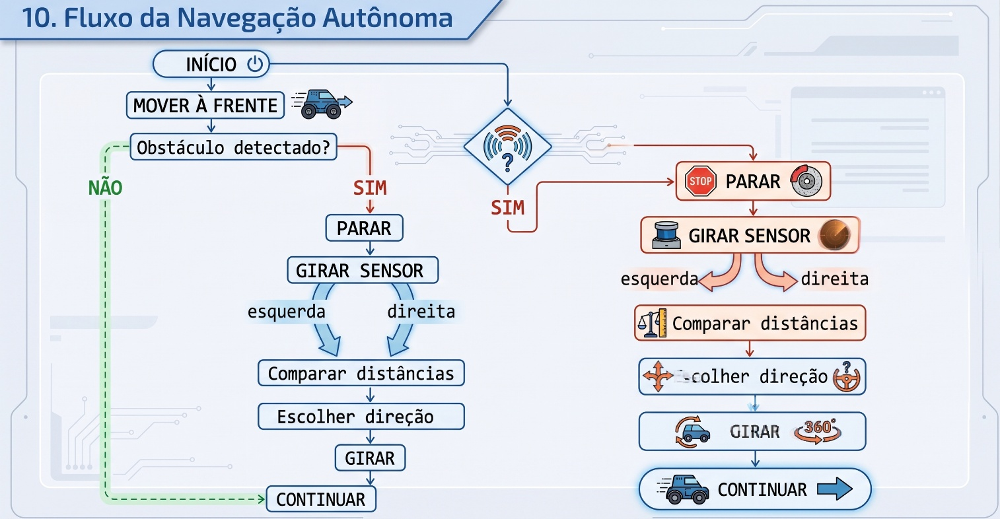 10. Fluxo da Navegação Autônoma
INÍCIO
MOVER À FRENTE
Obstáculo detectado?
NÃO
SIM
PARAR
GIRAR SENSOR
esquerda
direita
Comparar distâncias
Escolher direção
GIRAR
CONTINUAR
?
SIM
STOP
PARAR
GIRAR SENSOR
esquerda
direita
Comparar distâncias
direção
?
GIRAR
360°
CONTINUAR